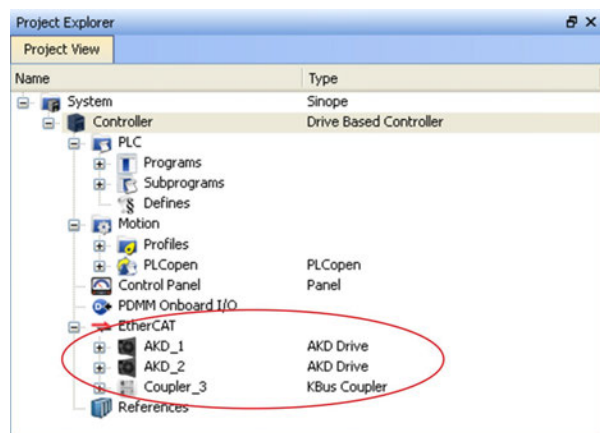 Project Explorer
Project View
Name Type
System Sinope
Controller Drive Based Controller
PLC
Programs
Subprograms
Defines
Motion
Profiles
PLCopen PLCopen
Control Panel Panel
PDMM Onboard I/O
EtherCAT
AKD_1 AKD Drive
AKD_2 AKD Drive
Coupler_3 KBus Coupler
References